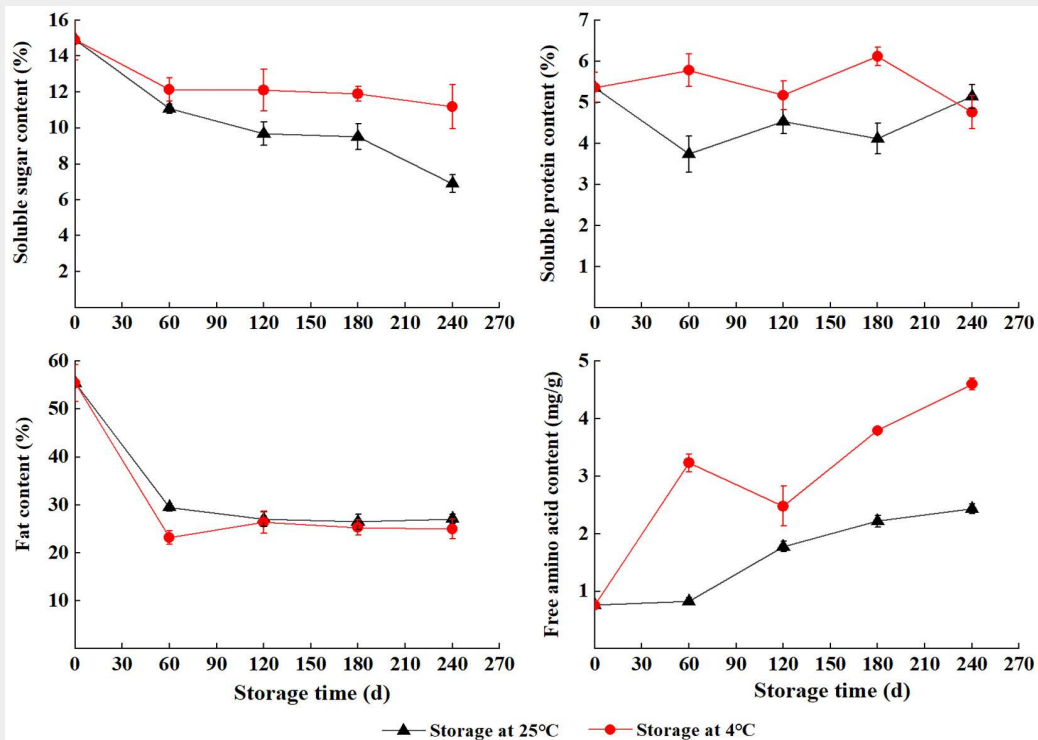 Soluble sugar content (%)
16
14
12
10
8
6
4
2
0 30 60 90 120 150 180 210 240 270
Soluble protein content (%)
7
6
5
4
3
2
1
0 30 60 90 120 150 180 210 240 270
Fat content (%)
60
50
40
30
20
10
0 30 60 90 120 150 180 210 240 270
Storage time (d)
Free amino acid content (mg/g)
5
4
3
2
1
0 30 60 90 120 150 180 210 240 270
Storage time (d)
Storage at 25°C Storage at 4°C